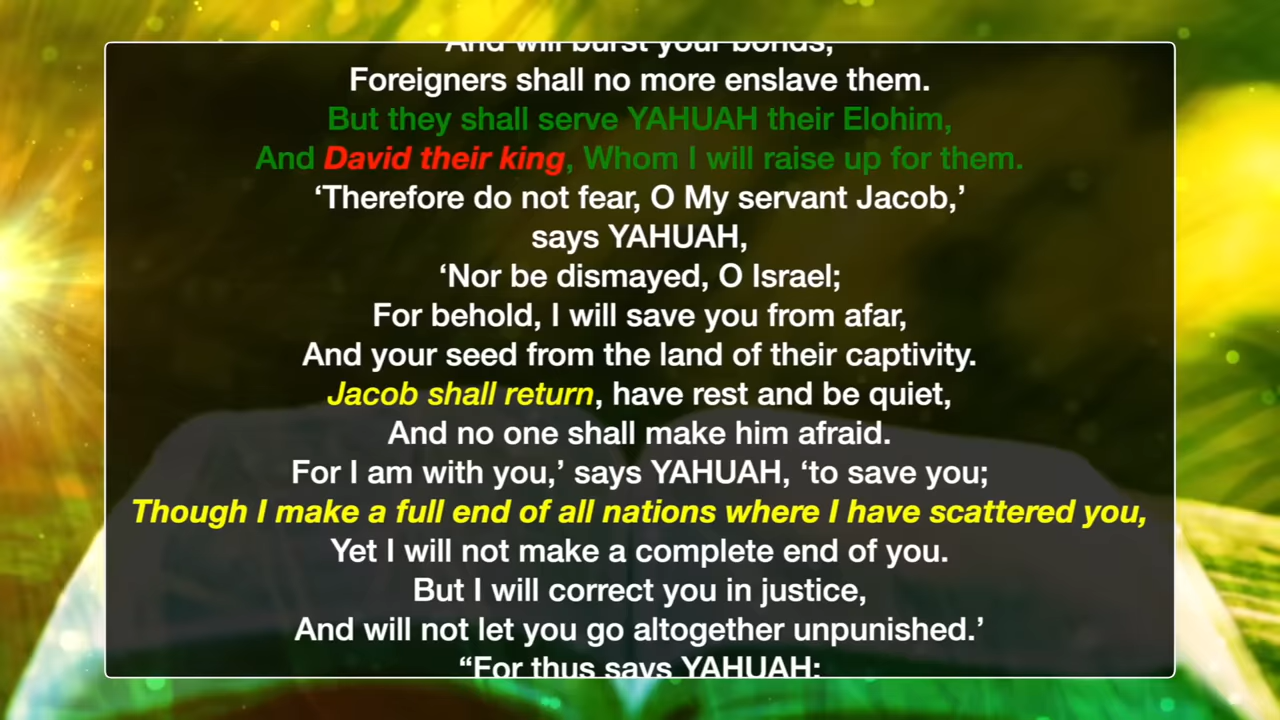 And will burst your bonds;
Foreigners shall no more enslave them.
But they shall serve YAHUAH their Elohim,
And David their king, Whom I will raise up for them.
‘Therefore do not fear, O My servant Jacob,’
says YAHUAH,
‘Nor be dismayed, O Israel;
For behold, I will save you from afar,
And your seed from the land of their captivity.
Jacob shall return, have rest and be quiet,
And no one shall make him afraid.
For I am with you,’ says YAHUAH, ‘to save you;
Though I make a full end of all nations where I have scattered you,
Yet I will not make a complete end of you.
But I will correct you in justice,
And will not let you go altogether unpunished.’
“For thus says YAHUAH: